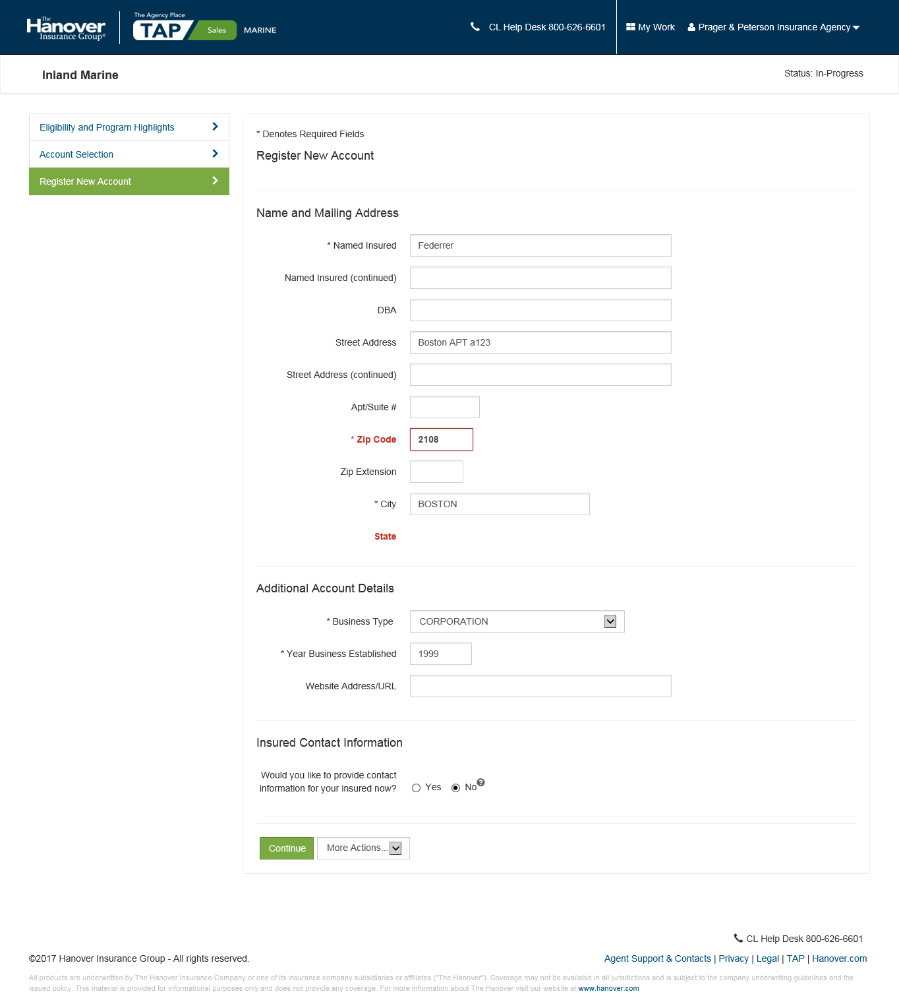 The
Hanover
Insurance Group®
The Agency Place
TAP Sales MARINE
CL Help Desk 800-626-6601
My Work
Prager & Peterson Insurance Agency
Inland Marine
Status: In-Progress
Eligibility and Program Highlights
Account Selection
Register New Account
* Denotes Required Fields
Register New Account
Name and Mailing Address
* Named Insured Federrer
Named Insured (continued)
DBA
Street Address Boston APT a123
Street Address (continued)
Apt/Suite #
* Zip Code 2108
Zip Extension
* City BOSTON
State
Additional Account Details
* Business Type CORPORATION
* Year Business Established 1999
Website Address/URL
Insured Contact Information
Would you like to provide contact
information for your insured now? Yes No ?
Continue More Actions...
CL Help Desk 800-626-6601
©2017 Hanover Insurance Group - All rights reserved.
Agent Support & Contacts | Privacy | Legal | TAP | Hanover.com
All products are underwritten by The Hanover Insurance Company or one of its insurance company subsidiaries or affiliates ("The Hanover"). Coverage may not be available in all jurisdictions and is subject to the company underwriting guidelines and the
issued policy. This material is provided for informational purposes only and does not provide any coverage. For more information about The Hanover visit our website at www.hanover.com